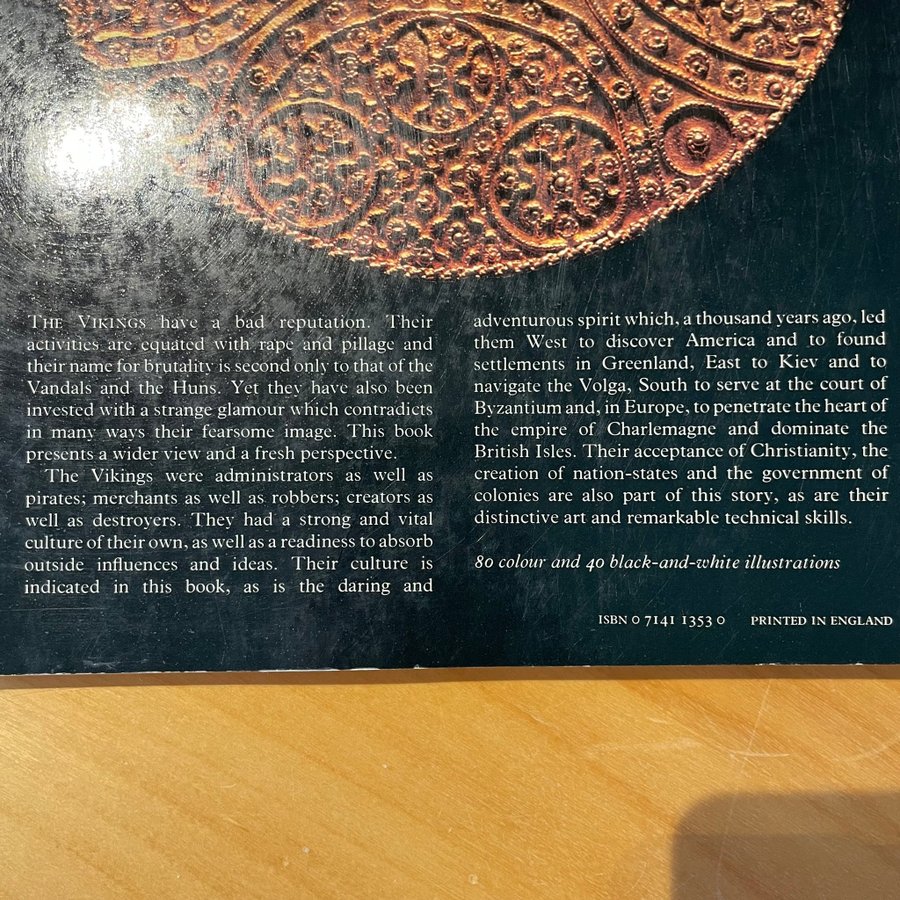 THE VIKINGS have a bad reputation. Their
activities are equated with rape and pillage and
their name for brutality is second only to that of the
Vandals and the Huns. Yet they have also been
invested with a strange glamour which contradicts
in many ways their fearsome image. This book
presents a wider view and a fresh perspective.
The Vikings were administrators as well as
pirates; merchants as well as robbers; creators as
well as destroyers. They had a strong and vital
culture of their own, as well as a readiness to absorb
outside influences and ideas. Their culture is
indicated in this book, as is the daring and
adventurous spirit which, a thousand years ago, led
them West to discover America and to found
settlements in Greenland, East to Kiev and to
navigate the Volga, South to serve at the court of
Byzantium and, in Europe, to penetrate the heart of
the empire of Charlemagne and dominate the
British Isles. Their acceptance of Christianity, the
creation of nation-states and the government of
colonies are also part of this story, as are their
distinctive art and remarkable technical skills.
80 colour and 40 black-and-white illustrations
ISBN 0 7141 1353 0 PRINTED IN ENGLAND